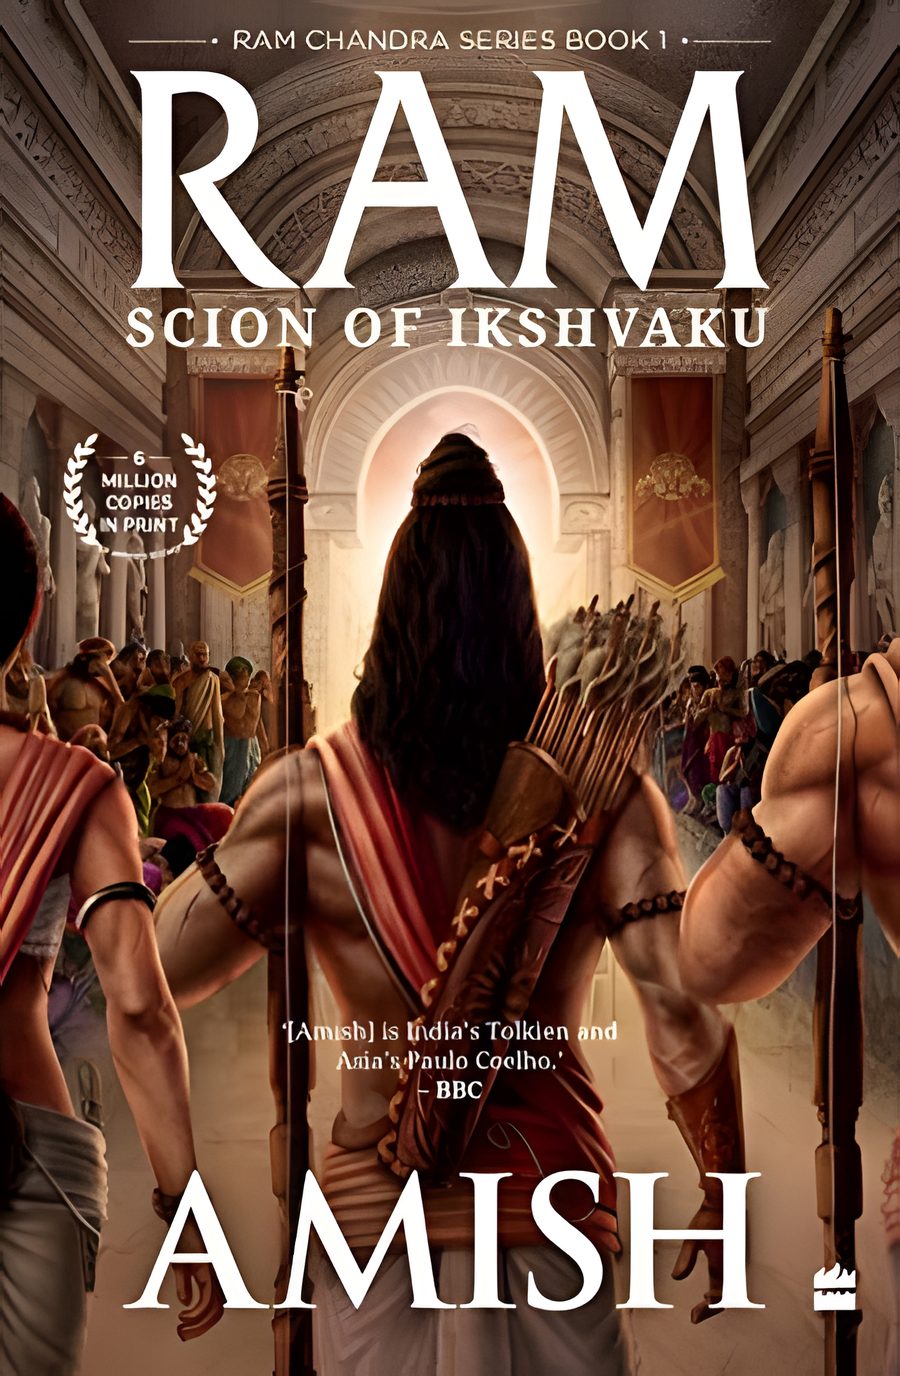 RAM CHANDRA SERIES BOOK 1
RAM
SCION OF IKSHVAKU
6
MILLION
COPIES
IN PRINT
‘[Amish] is India's Tolkien and
Asia's Paulo Coelho.’
– BBC
AMISH